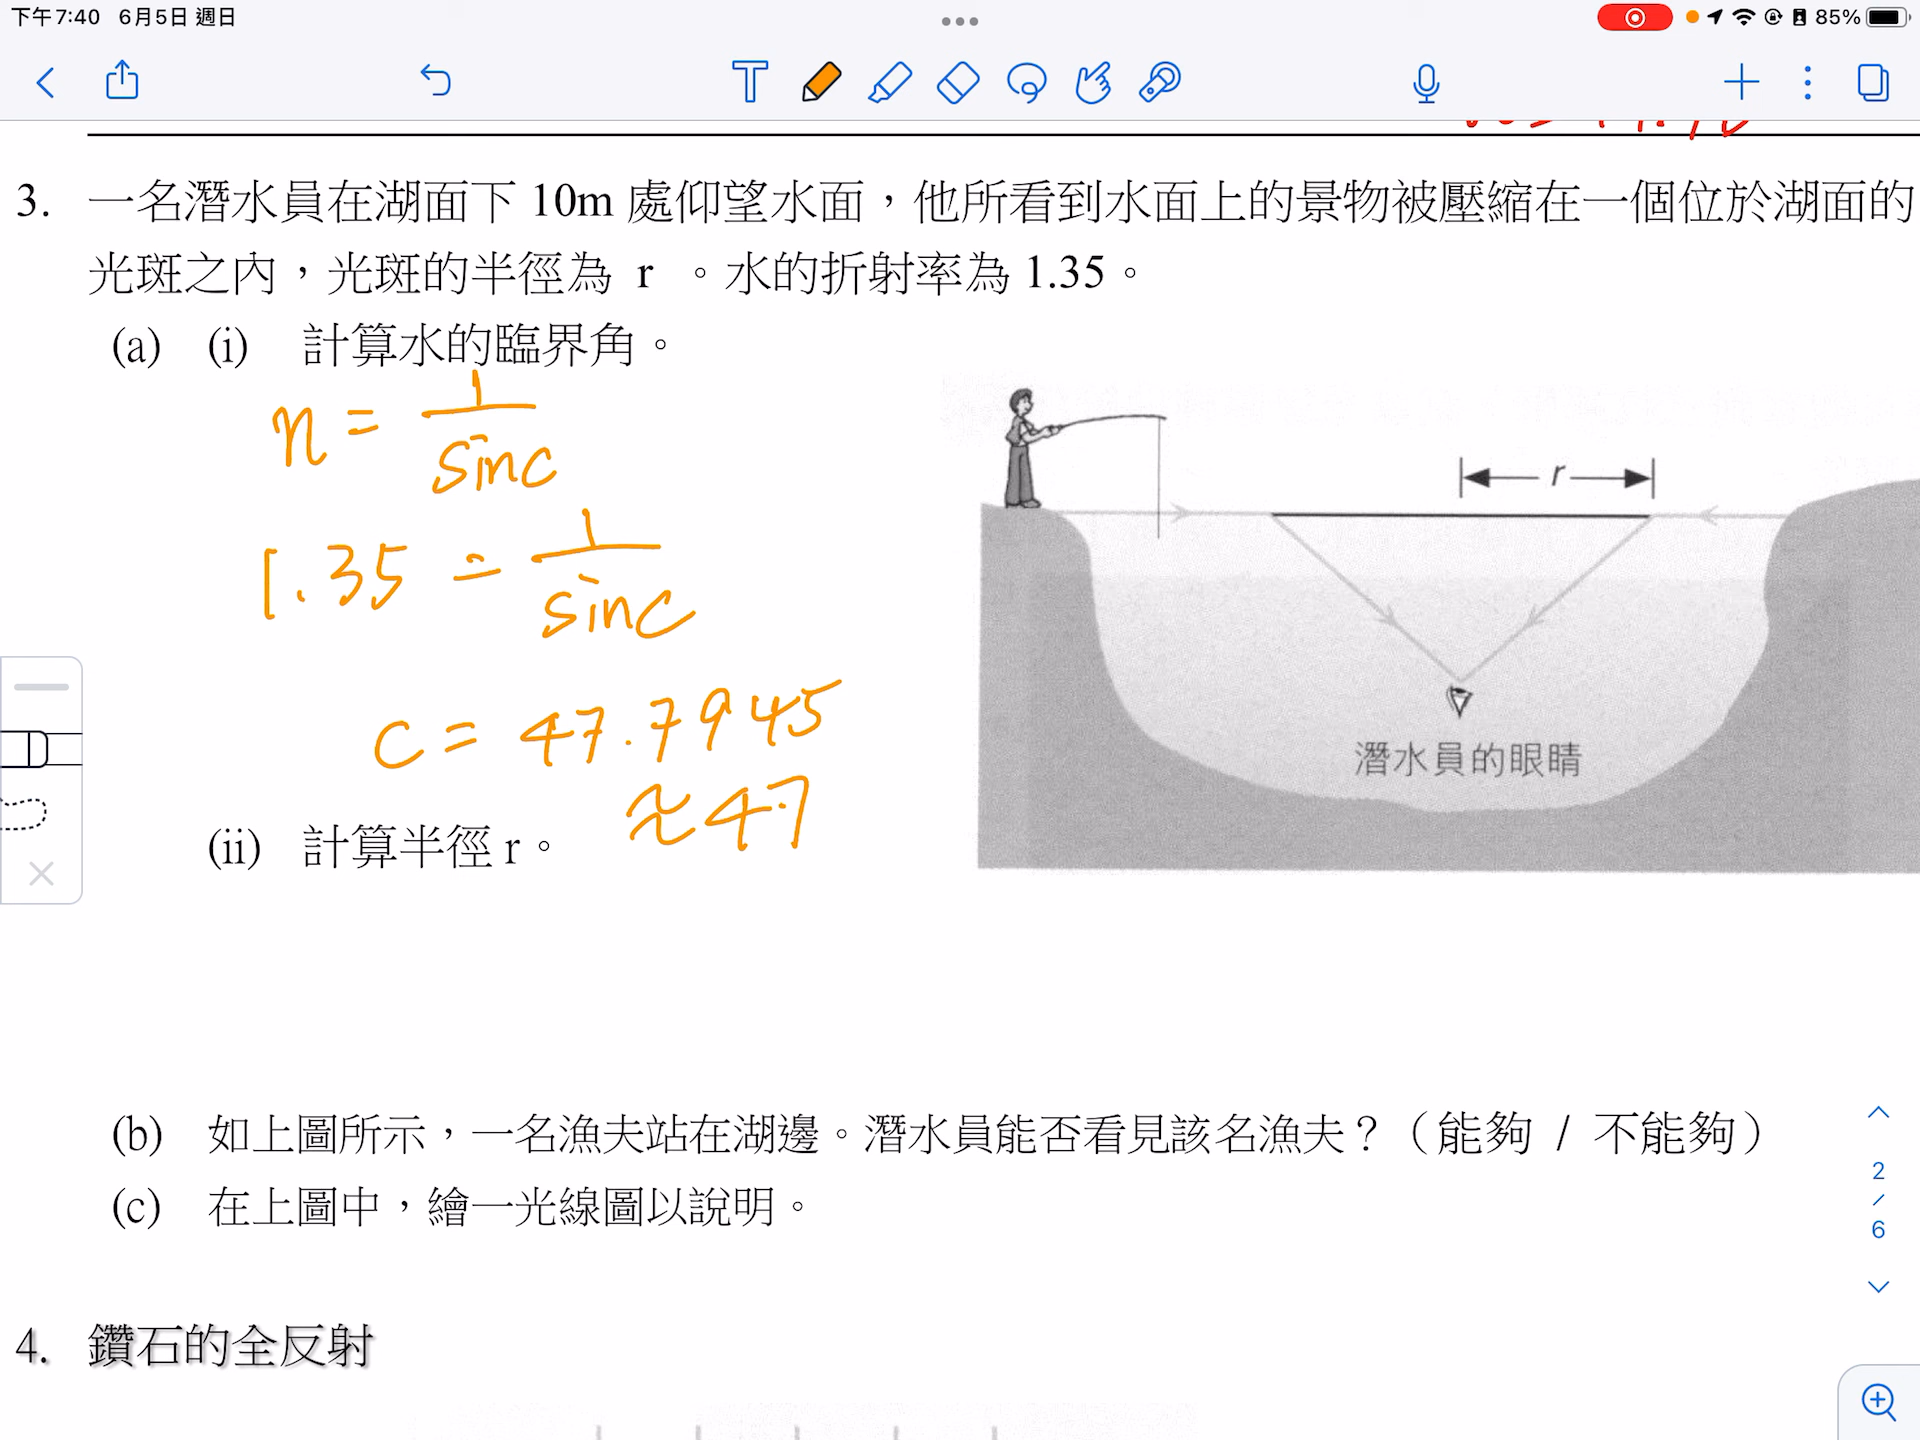 下午7:40 6月5日 週日
85%
3. 一名潛水員在湖面下 10m 處仰望水面，他所看到水面上的景物被壓縮在一個位於湖面的
光斑之內，光斑的半徑為 r 。水的折射率為 1.35。
(a) (i) 計算水的臨界角。
n = 1/sinc
1.35 = 1/sinc
c = 47.7945
≈47
r
潛水員的眼睛
(ii) 計算半徑 r。
(b) 如上圖所示，一名漁夫站在湖邊。潛水員能否看見該名漁夫？（能夠 / 不能夠）
(c) 在上圖中，繪一光線圖以說明。
2
/
6
4. 鑽石的全反射